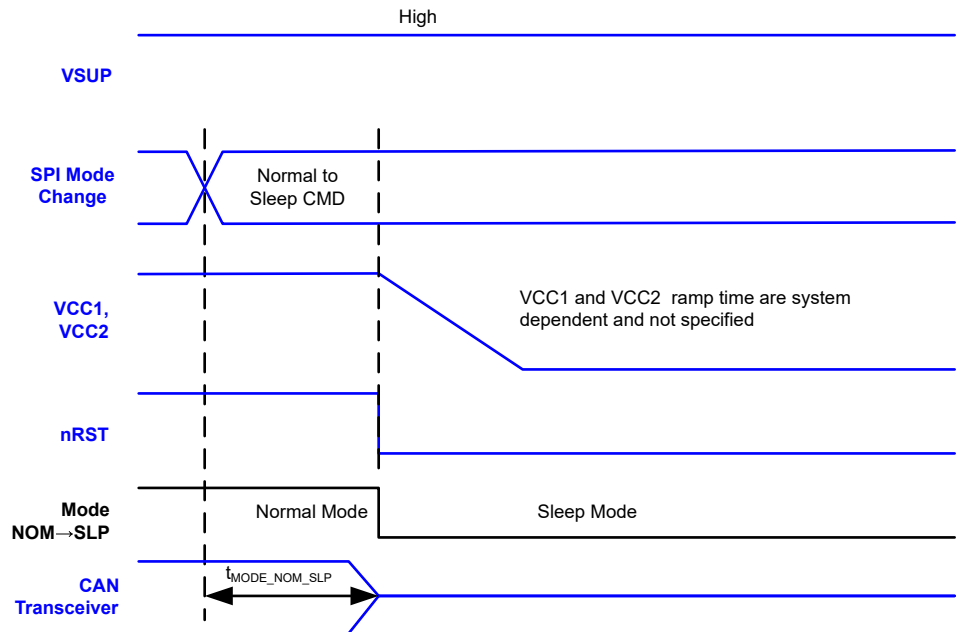 High
VSUP
SPI Mode
Change
Normal to
Sleep CMD
VCC1,
VCC2
VCC1 and VCC2 ramp time are system
dependent and not specified
nRST
Mode
NOM→SLP
Normal Mode
Sleep Mode
CAN
Transceiver
tMODE_NOM_SLP